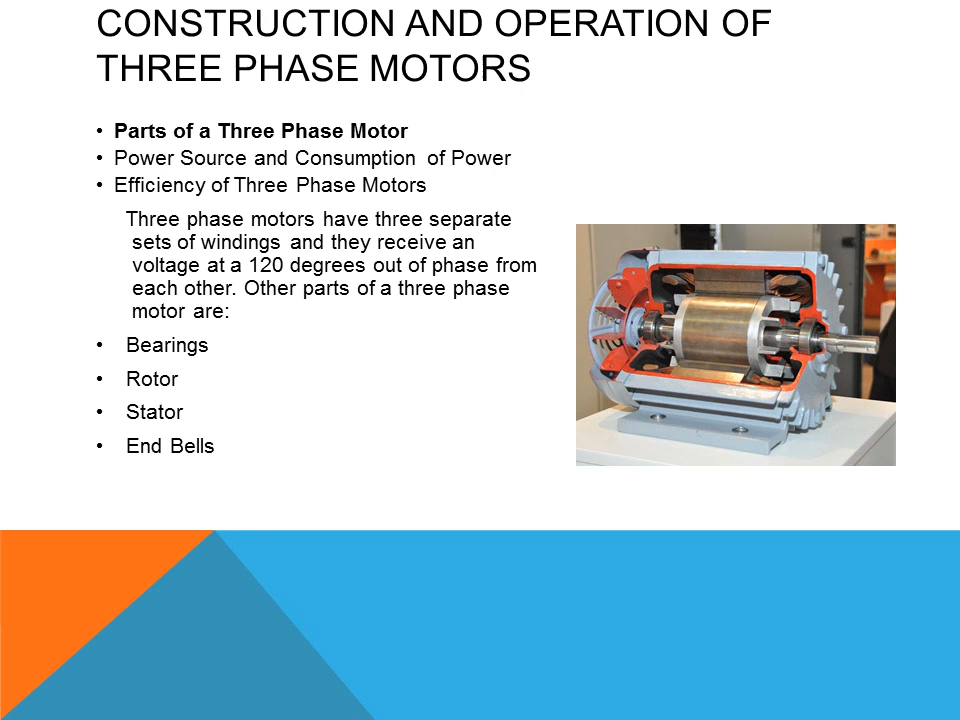 CONSTRUCTION AND OPERATION OF
THREE PHASE MOTORS
• Parts of a Three Phase Motor
• Power Source and Consumption of Power
• Efficiency of Three Phase Motors
Three phase motors have three separate
sets of windings and they receive an
voltage at a 120 degrees out of phase from
each other. Other parts of a three phase
motor are:
• Bearings
• Rotor
• Stator
• End Bells